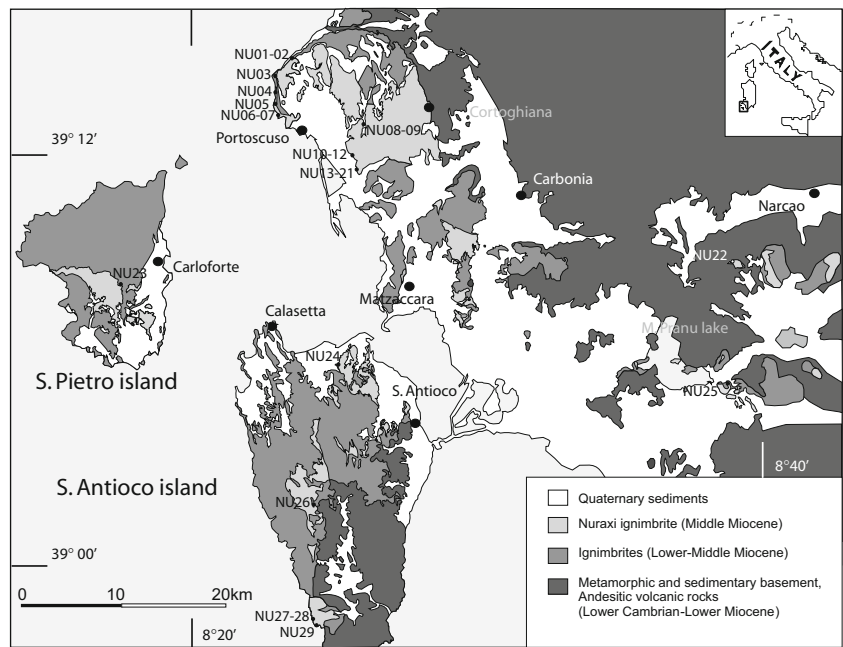 ITALY
NU01-02
NU03
NU04
NU05
NU06-07
Portoscuso
NU08-09
Cortoghiana
39° 12'
NU10-12
NU13-21
Carbonia
Narcao
NU22
Carloforte
NU23
Matzaccara
Calasetta
M. Pranu lake
NU24
S. Pietro island
S. Antioco
NU25
8°40'
S. Antioco island
NU26
Quaternary sediments
Nuraxi ignimbrite (Middle Miocene)
Ignimbrites (Lower-Middle Miocene)
Metamorphic and sedimentary basement,
Andesitic volcanic rocks
(Lower Cambrian-Lower Miocene)
39° 00'
0 10 20km
NU27-28
NU29
8°20'